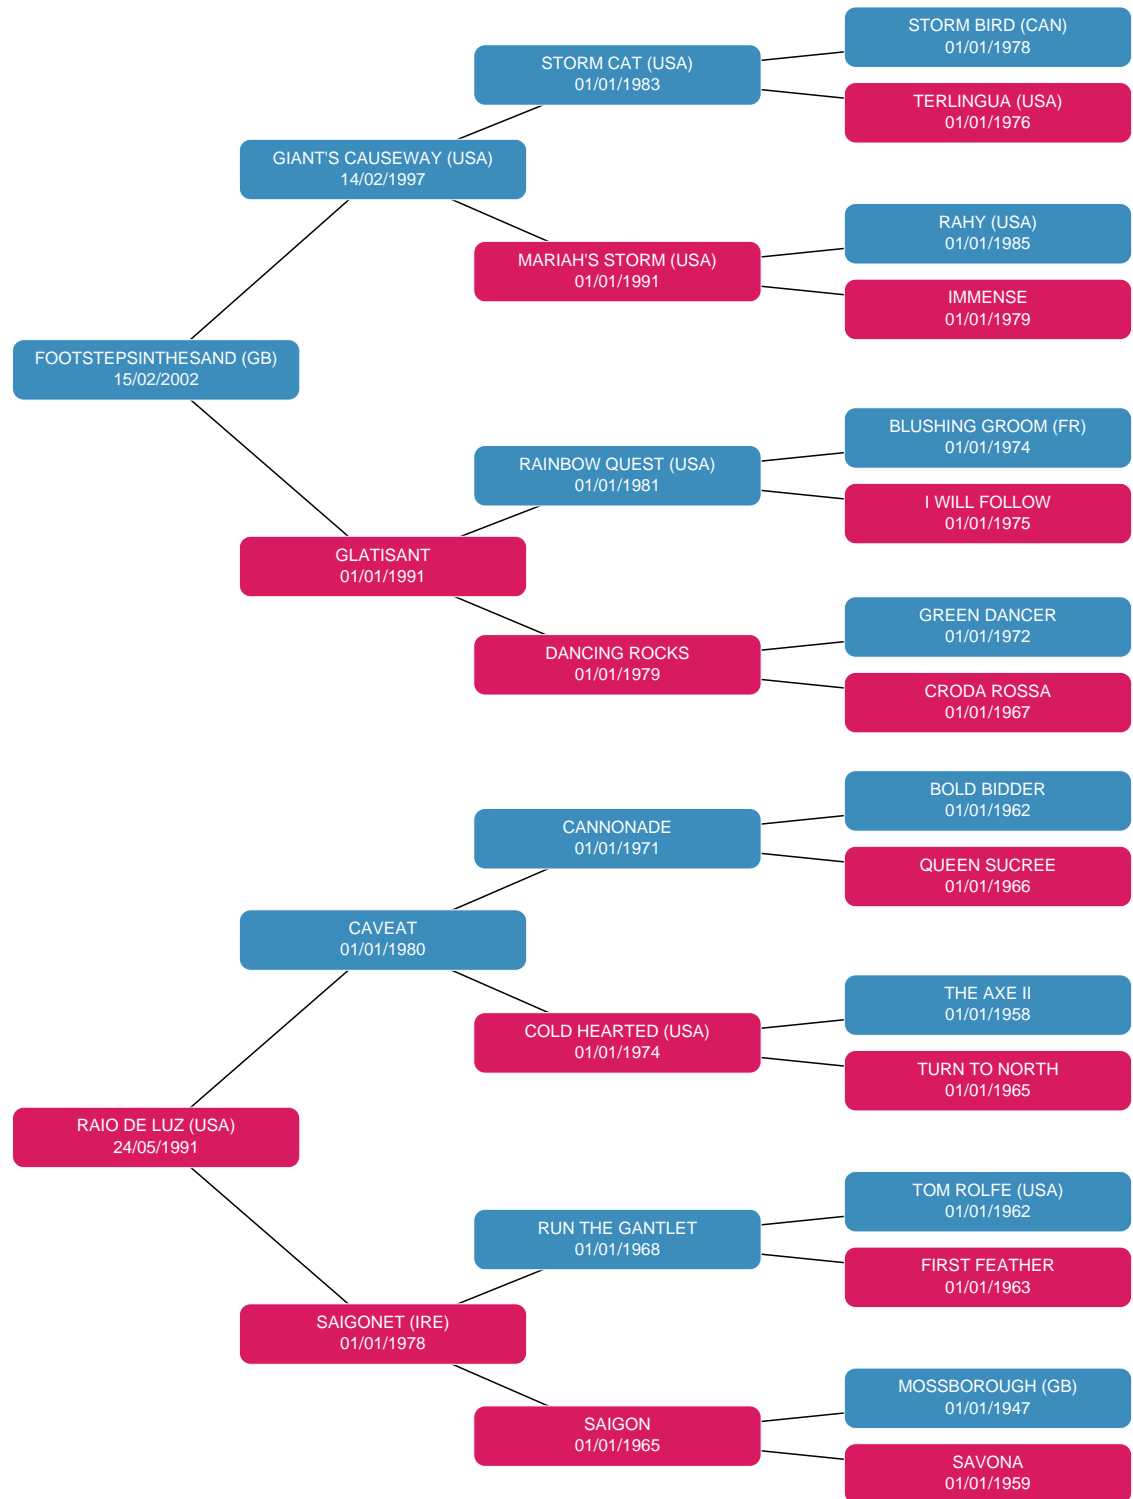 STORM BIRD (CAN)
01/01/1978
STORM CAT (USA)
01/01/1983
TERLINGUA (USA)
01/01/1976
GIANT'S CAUSEWAY (USA)
14/02/1997
RAHY (USA)
01/01/1985
MARIAH'S STORM (USA)
01/01/1991
IMMENSE
01/01/1979
FOOTSTEPSINTHESAND (GB)
15/02/2002
BLUSHING GROOM (FR)
01/01/1974
RAINBOW QUEST (USA)
01/01/1981
I WILL FOLLOW
01/01/1975
GLATISANT
01/01/1991
GREEN DANCER
01/01/1972
DANCING ROCKS
01/01/1979
CRODA ROSSA
01/01/1967
BOLD BIDDER
01/01/1962
CANNONADE
01/01/1971
QUEEN SUCREE
01/01/1966
CAVEAT
01/01/1980
THE AXE II
01/01/1958
COLD HEARTED (USA)
01/01/1974
TURN TO NORTH
01/01/1965
RAIO DE LUZ (USA)
24/05/1991
TOM ROLFE (USA)
01/01/1962
RUN THE GANTLET
01/01/1968
FIRST FEATHER
01/01/1963
SAIGONET (IRE)
01/01/1978
MOSSBOROUGH (GB)
01/01/1947
SAIGON
01/01/1965
SAVONA
01/01/1959